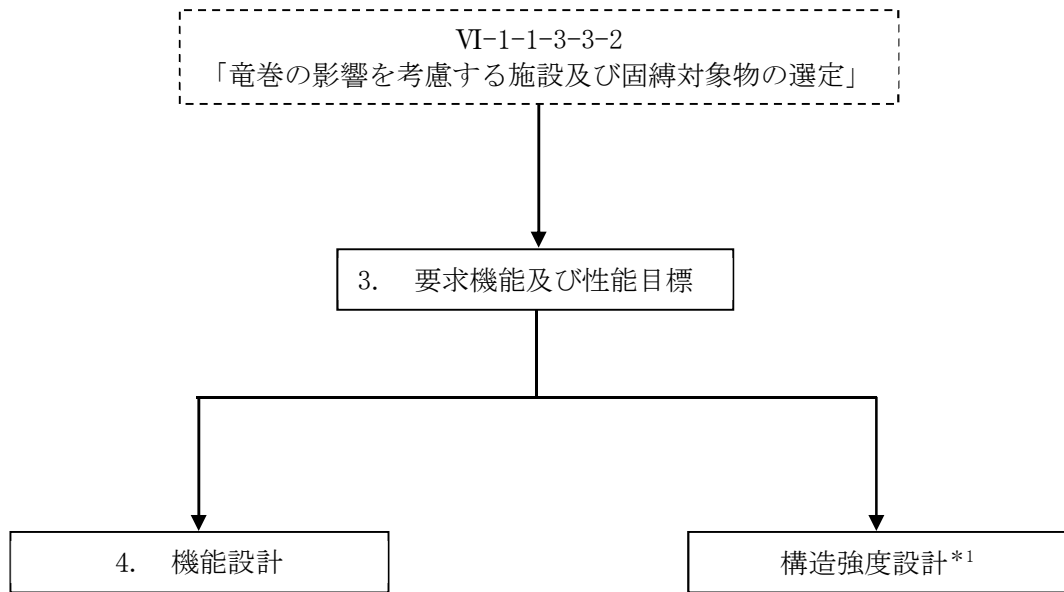 Ⅵ-1-1-3-3-2
「竜巻の影響を考慮する施設及び固縛対象物の選定」
3.　要求機能及び性能目標
4.　機能設計
構造強度設計*1